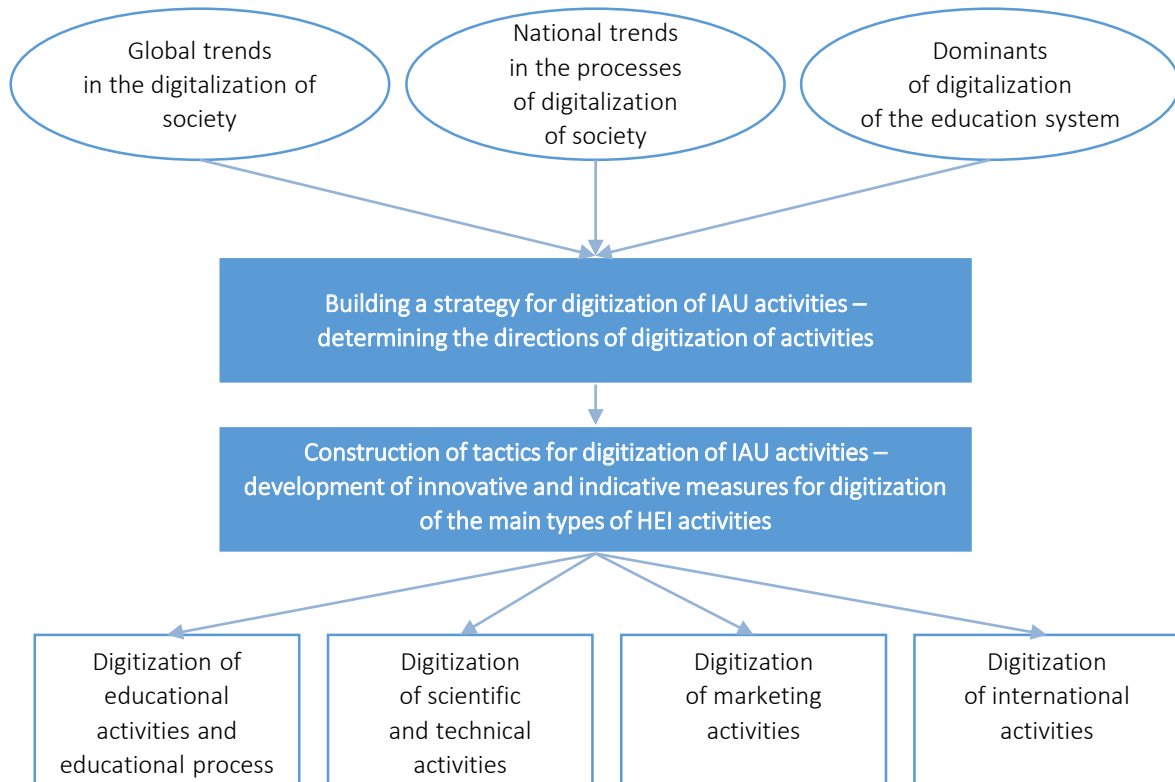 Global trends
in the digitalization of
society
National trends
in the processes
of digitalization
of society
Dominants
of digitalization
of the education system
Building a strategy for digitization of IAU activities –
determining the directions of digitization of activities
Construction of tactics for digitization of IAU activities –
development of innovative and indicative measures for digitization
of the main types of HEI activities
Digitization of
educational
activities and
educational process
Digitization
of scientific
and technical
activities
Digitization
of marketing
activities
Digitization
of international
activities